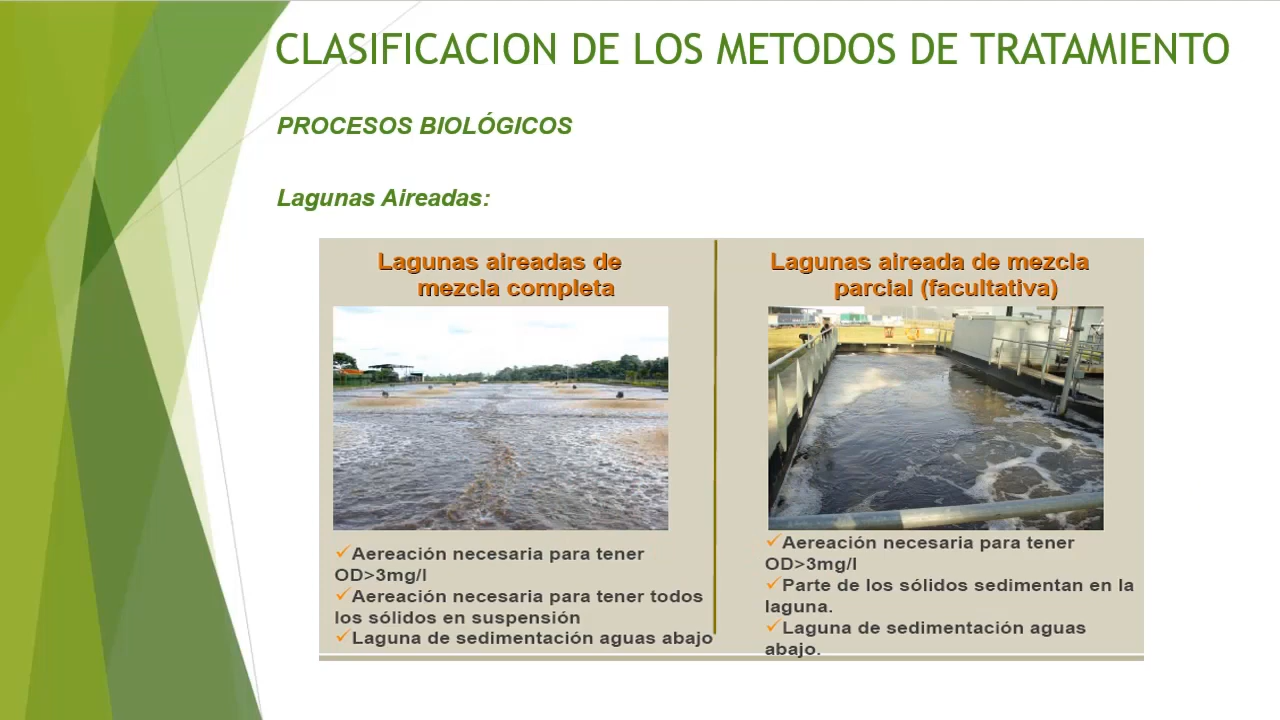 CLASIFICACION DE LOS METODOS DE TRATAMIENTO
PROCESOS BIOLÓGICOS
Lagunas Aireadas:
Lagunas aireadas de
mezcla completa
✓Aereación necesaria para tener
OD>3mg/l
✓Aereación necesaria para tener todos
los sólidos en suspensión
✓Laguna de sedimentación aguas abajo
Lagunas aireada de mezcla
parcial (facultativa)
✓Aereación necesaria para tener
OD>3mg/l
✓Parte de los sólidos sedimentan en la
laguna.
✓Laguna de sedimentación aguas
abajo.